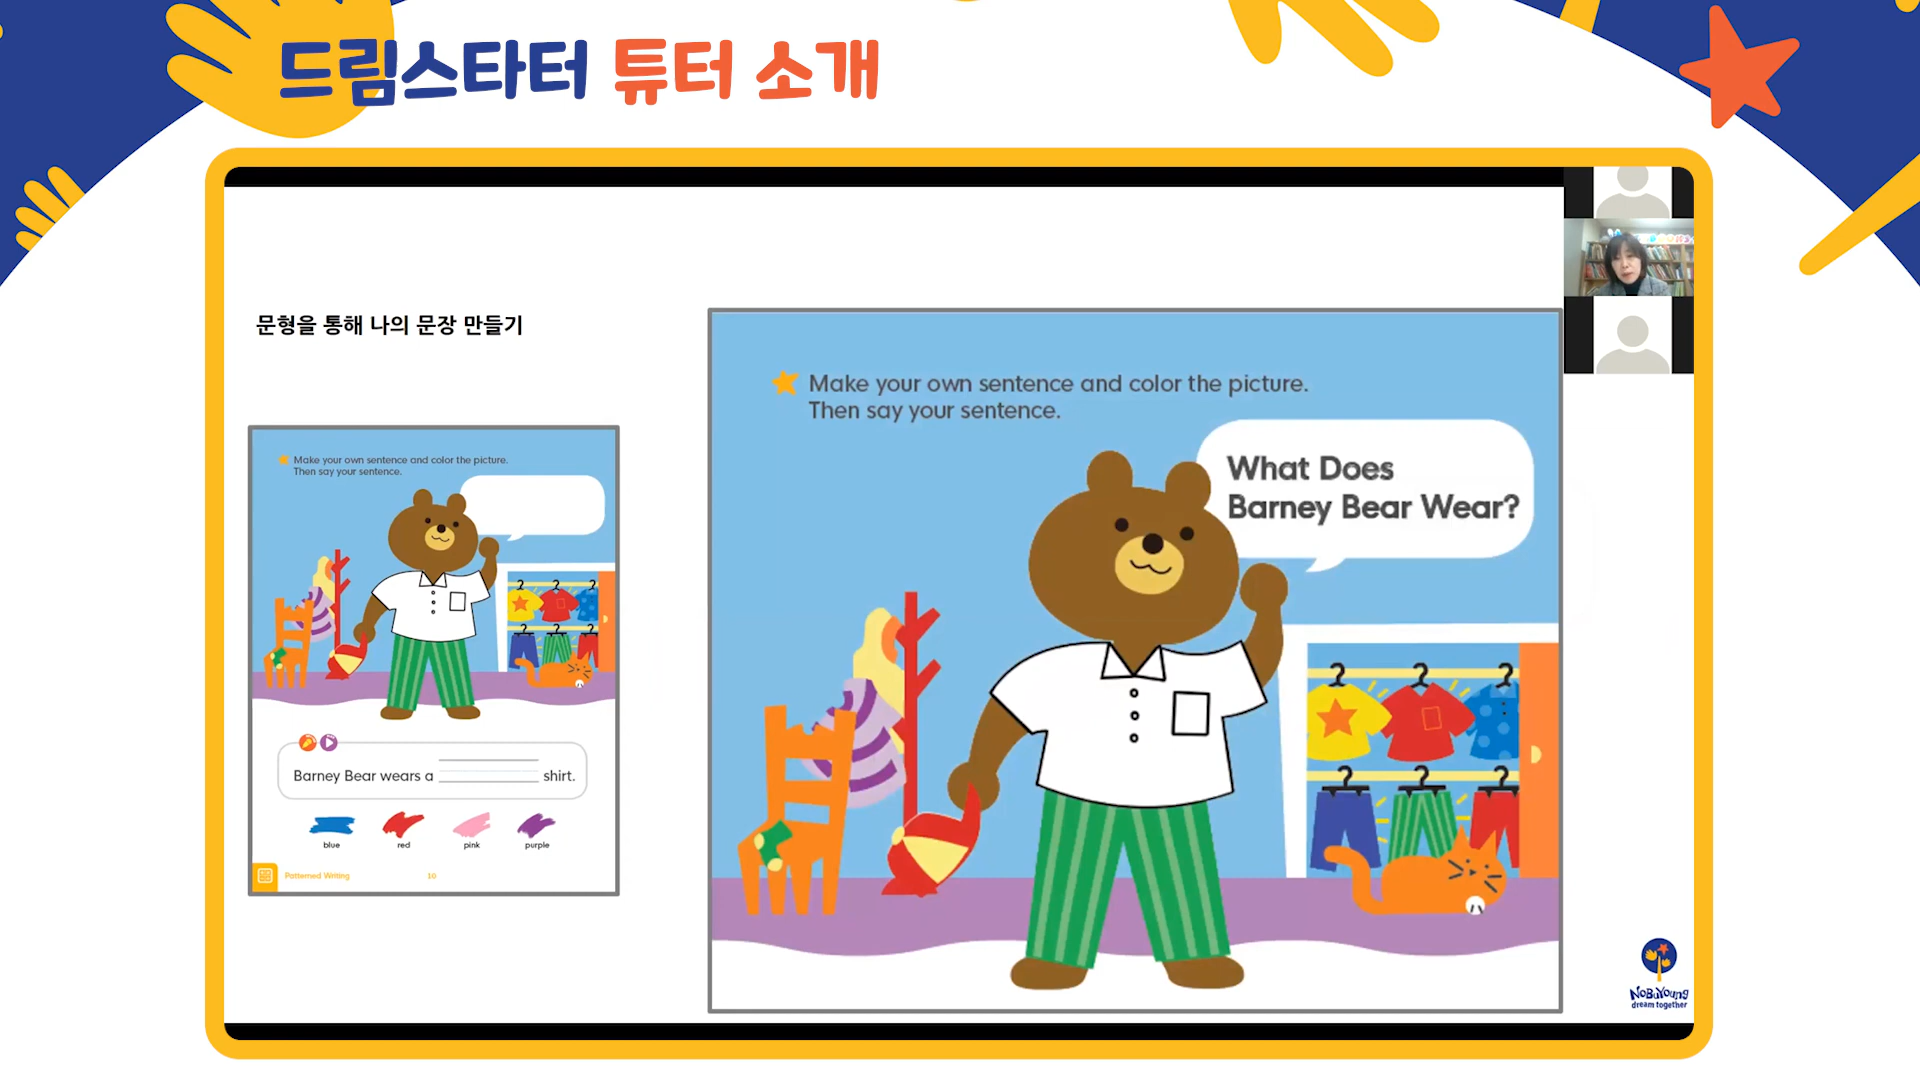 드림스타터 튜터 소개
문형을 통해 나의 문장 만들기
Make your own sentence and color the picture.
Then say your sentence.
Barney Bear wears a shirt.
blue
red
pink
purple
Patterned Writing
10
Make your own sentence and color the picture.
Then say your sentence.
What Does
Barney Bear Wear?
NoBuYoung
dream together